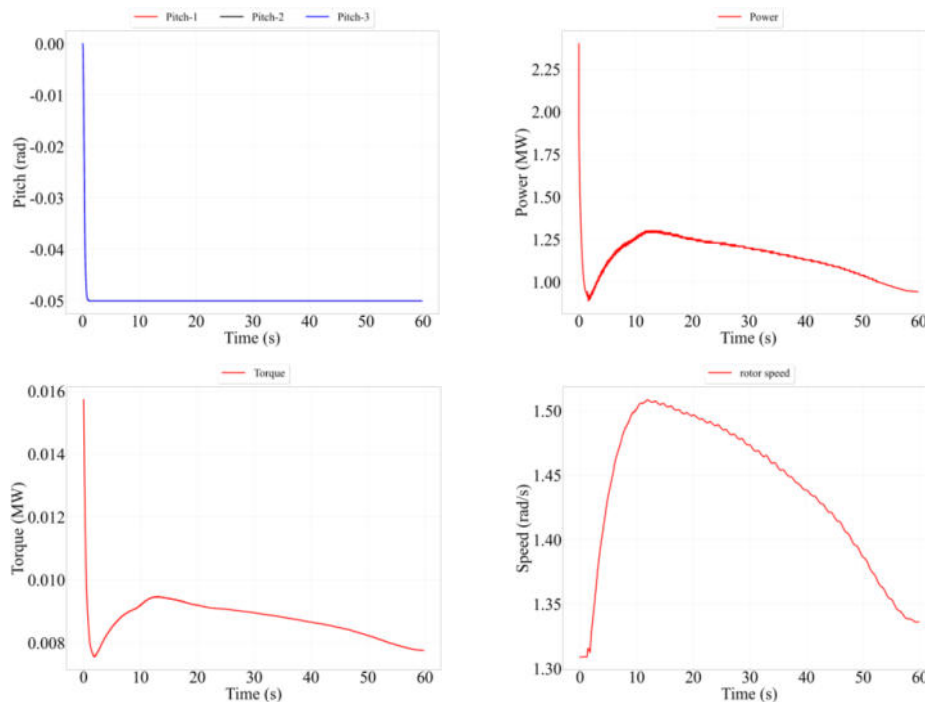 Pitch-1 Pitch-2 Pitch-3
0.00
-0.01
-0.02
-0.03
-0.04
-0.05
Pitch (rad)
0 10 20 30 40 50 60
Time (s)
Power
2.25
2.00
1.75
1.50
1.25
1.00
Power (MW)
0 10 20 30 40 50 60
Time (s)
Torque
0.016
0.014
0.012
0.010
0.008
Torque (MW)
0 10 20 30 40 50 60
Time (s)
rotor speed
1.50
1.45
1.40
1.35
1.30
Speed (rad/s)
0 10 20 30 40 50 60
Time (s)